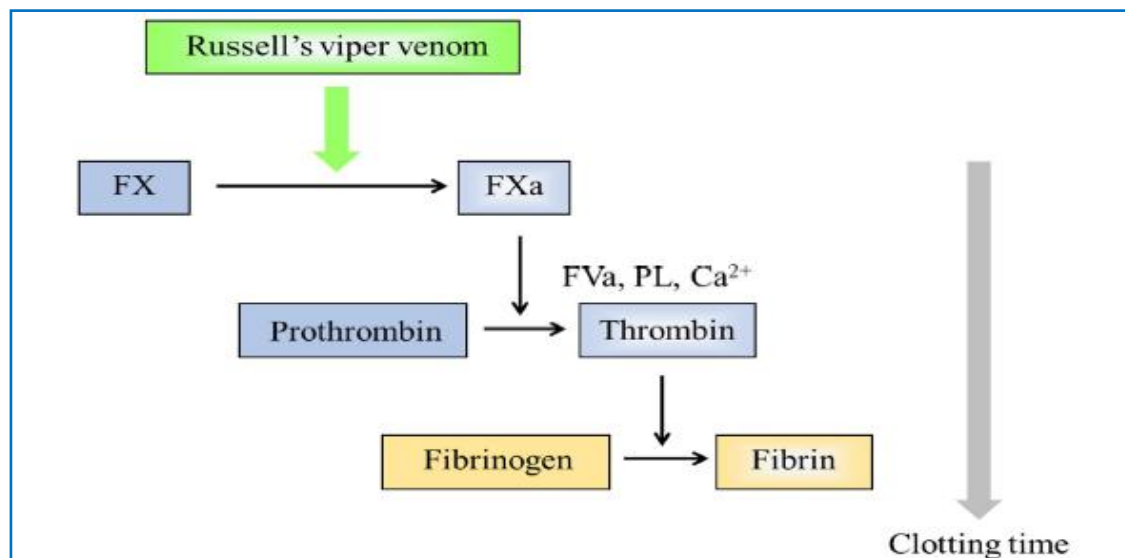 Russell's viper venom
FX
FXa
FVa, PL, Ca²⁺
Prothrombin
Thrombin
Fibrinogen
Fibrin
Clotting time